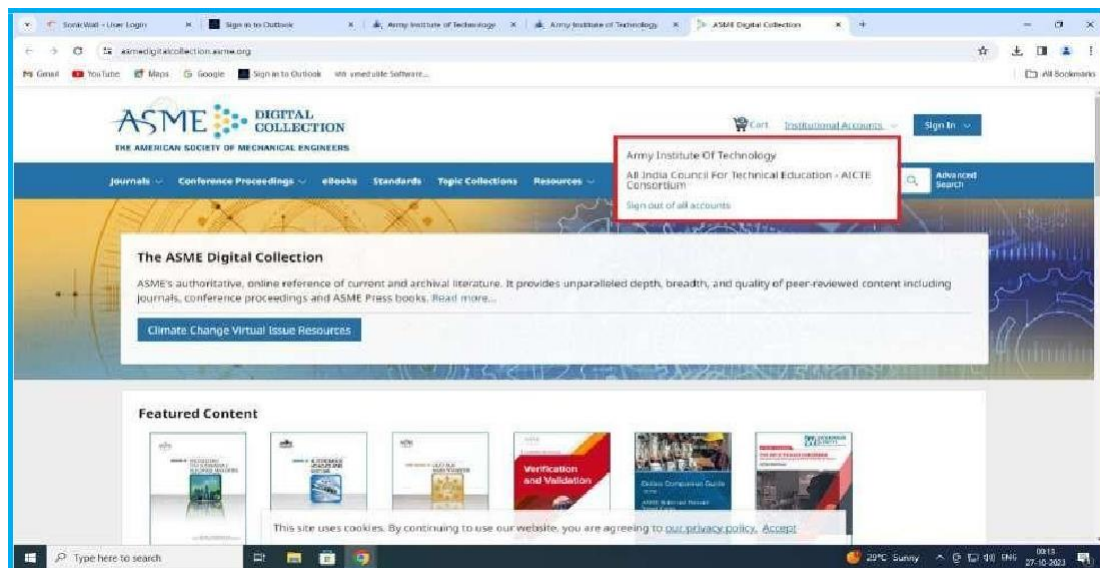 SonicWall - User Login
Sign in to Outlook
Army Institute of Technology
Army Institute of Technology
ASME Digital Collection
asmedigitalcollection.asme.org
Gmail
YouTube
Maps
Google
Sign in to Outlook
All Bookmarks
ASME DIGITAL COLLECTION
THE AMERICAN SOCIETY OF MECHANICAL ENGINEERS
Cart
Institutional Accounts
Sign In
Army Institute Of Technology
All India Council For Technical Education - AICTE
Consortium
Sign out of all accounts
Journals
Conference Proceedings
eBooks
Standards
Topic Collections
Resources
Advanced
Search
The ASME Digital Collection
ASME's authoritative, online reference of current and archival literature. It provides unparalleled depth, breadth, and quality of peer-reviewed content including
journals, conference proceedings and ASME Press books. Read more...
Climate Change Virtual Issue Resources
Featured Content
Verification
and Validation
Online Companion Guide
This site uses cookies. By continuing to use our website, you are agreeing to our privacy policy. Accept
Type here to search
29°C Sunny
ENG
00:13
27-10-2023